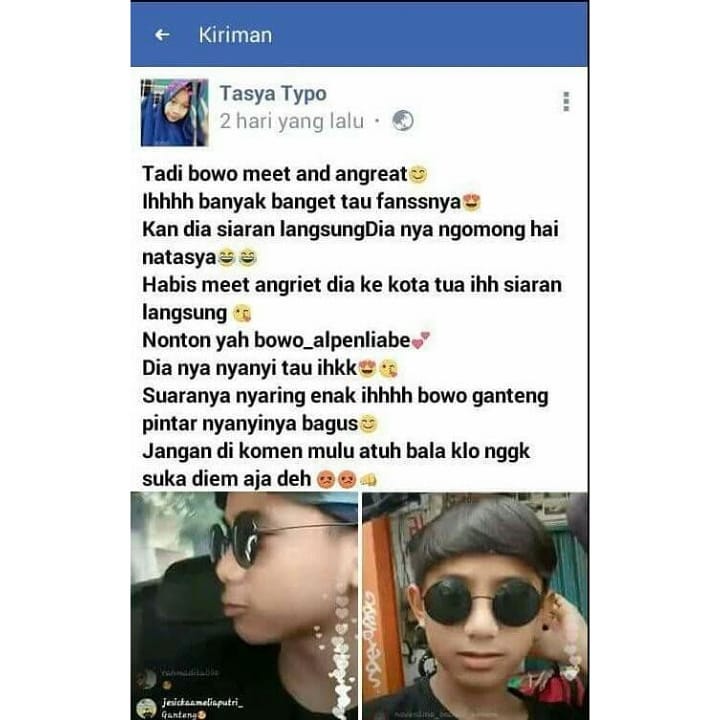 Kiriman
Tasya Typo
2 hari yang lalu ·
Tadi bowo meet and angreat😊
Ihhhh banyak banget tau fanssnya😍
Kan dia siaran langsungDia nya ngomong hai
natasya😂😂
Habis meet angriet dia ke kota tua ihh siaran
langsung 😘
Nonton yah bowo_alpenliabe💕
Dia nya nyanyi tau ihkk😍😘
Suaranya nyaring enak ihhhh bowo ganteng
pintar nyanyinya bagus😊
Jangan di komen mulu atuh bala klo nggk
suka diem aja deh 😡😡👊
jesickaameliaputri_
Ganteng😍